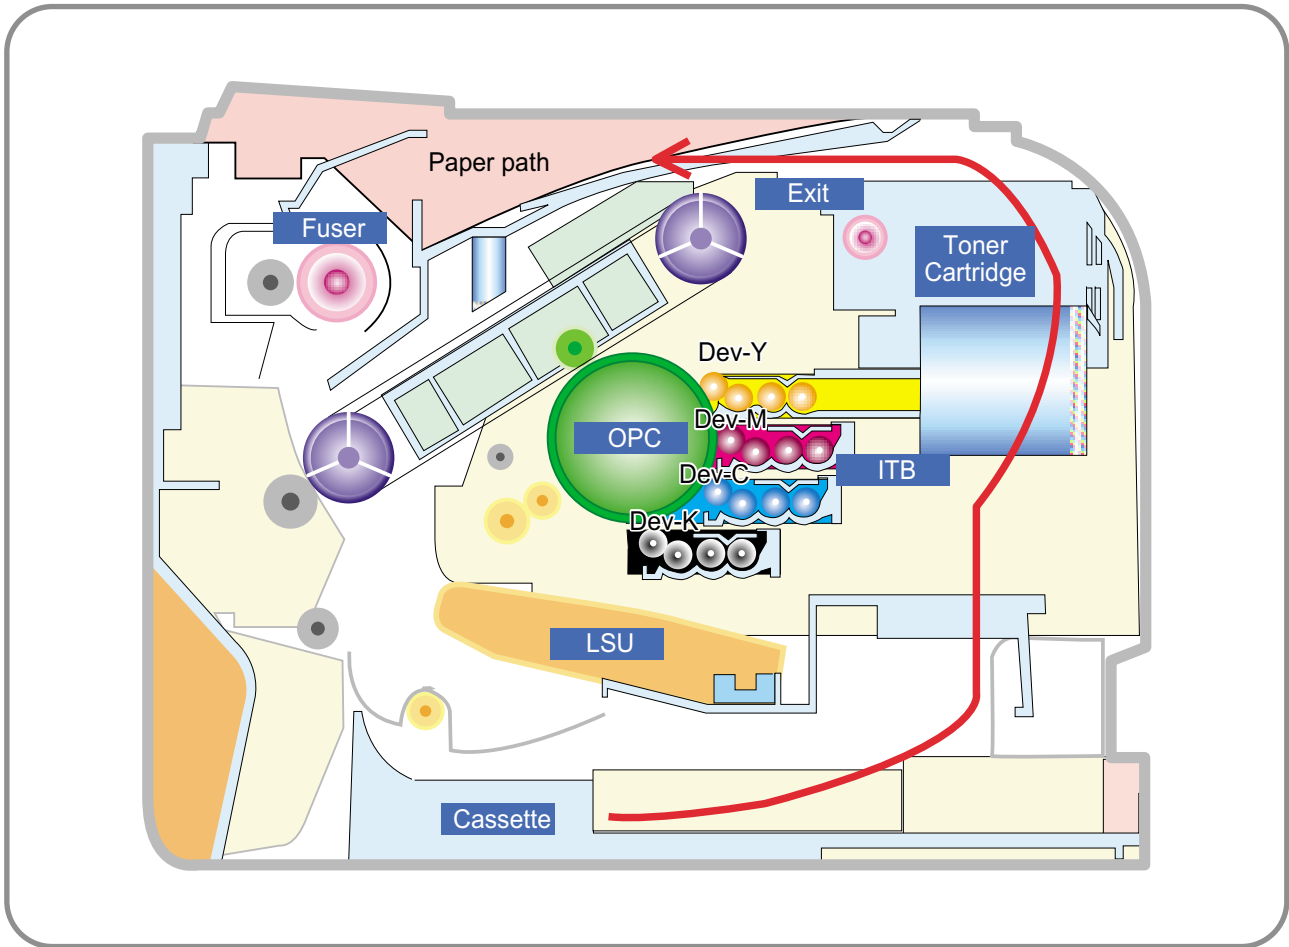 Paper path
Exit
Fuser
Toner
Cartridge
Dev-Y
Dev-M
OPC
Dev-C
ITB
Dev-K
LSU
Cassette